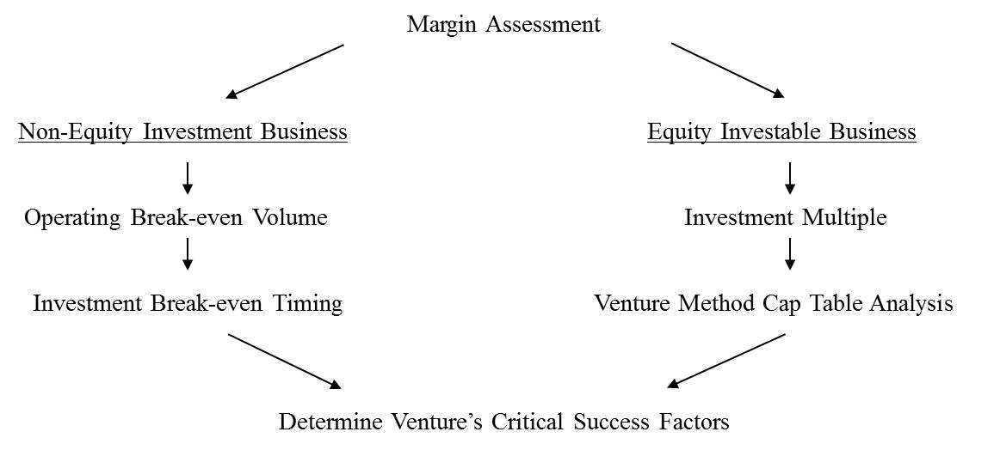 Margin Assessment
Non-Equity Investment Business
Equity Investable Business
Operating Break-even Volume
Investment Multiple
Investment Break-even Timing
Venture Method Cap Table Analysis
Determine Venture’s Critical Success Factors